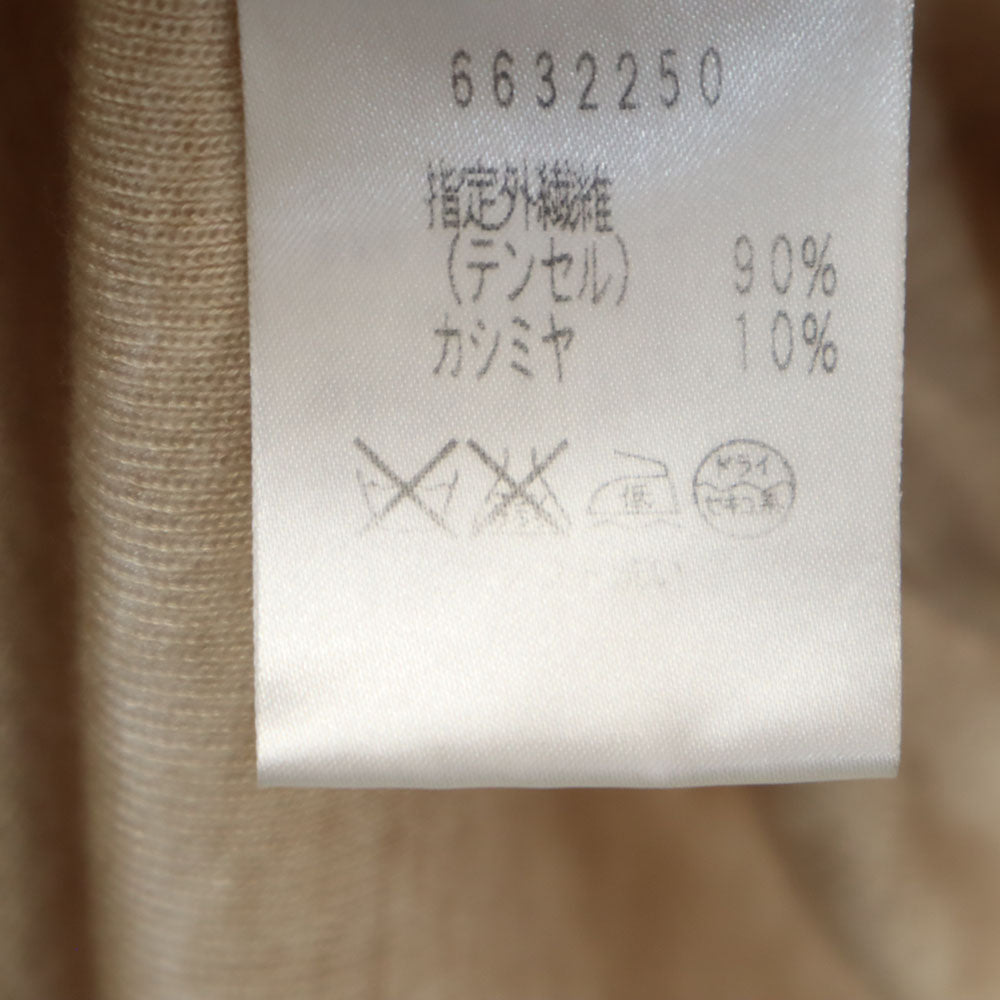 6632250
指定外繊維
(テンセル) 90%
カシミヤ 10%
低 ドライ
セキユ系